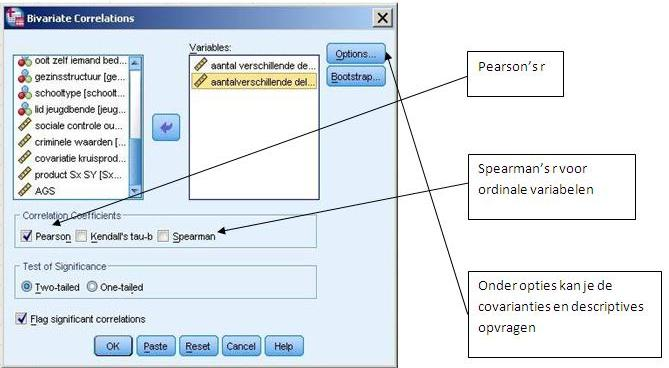 Bivariate Correlations
ooit zelf iemand bed...
gezinsstructuur [ge...
schooltype [schoolt...
lid jeugdbende [jeug...
sociale controle ou...
criminele waarden [...
covariatie kruisprod...
product Sx SY [Sx...
AGS
Variables:
aantal verschillende de...
aantalverschillende del...
Options...
Bootstrap...
Correlation Coefficients
Pearson
Kendall's tau-b
Spearman
Test of Significance
Two-tailed
One-tailed
Flag significant correlations
OK
Paste
Reset
Cancel
Help
Pearson's r
Spearman's r voor
ordinale variabelen
Onder opties kan je de
covarianties en descriptives
opvragen